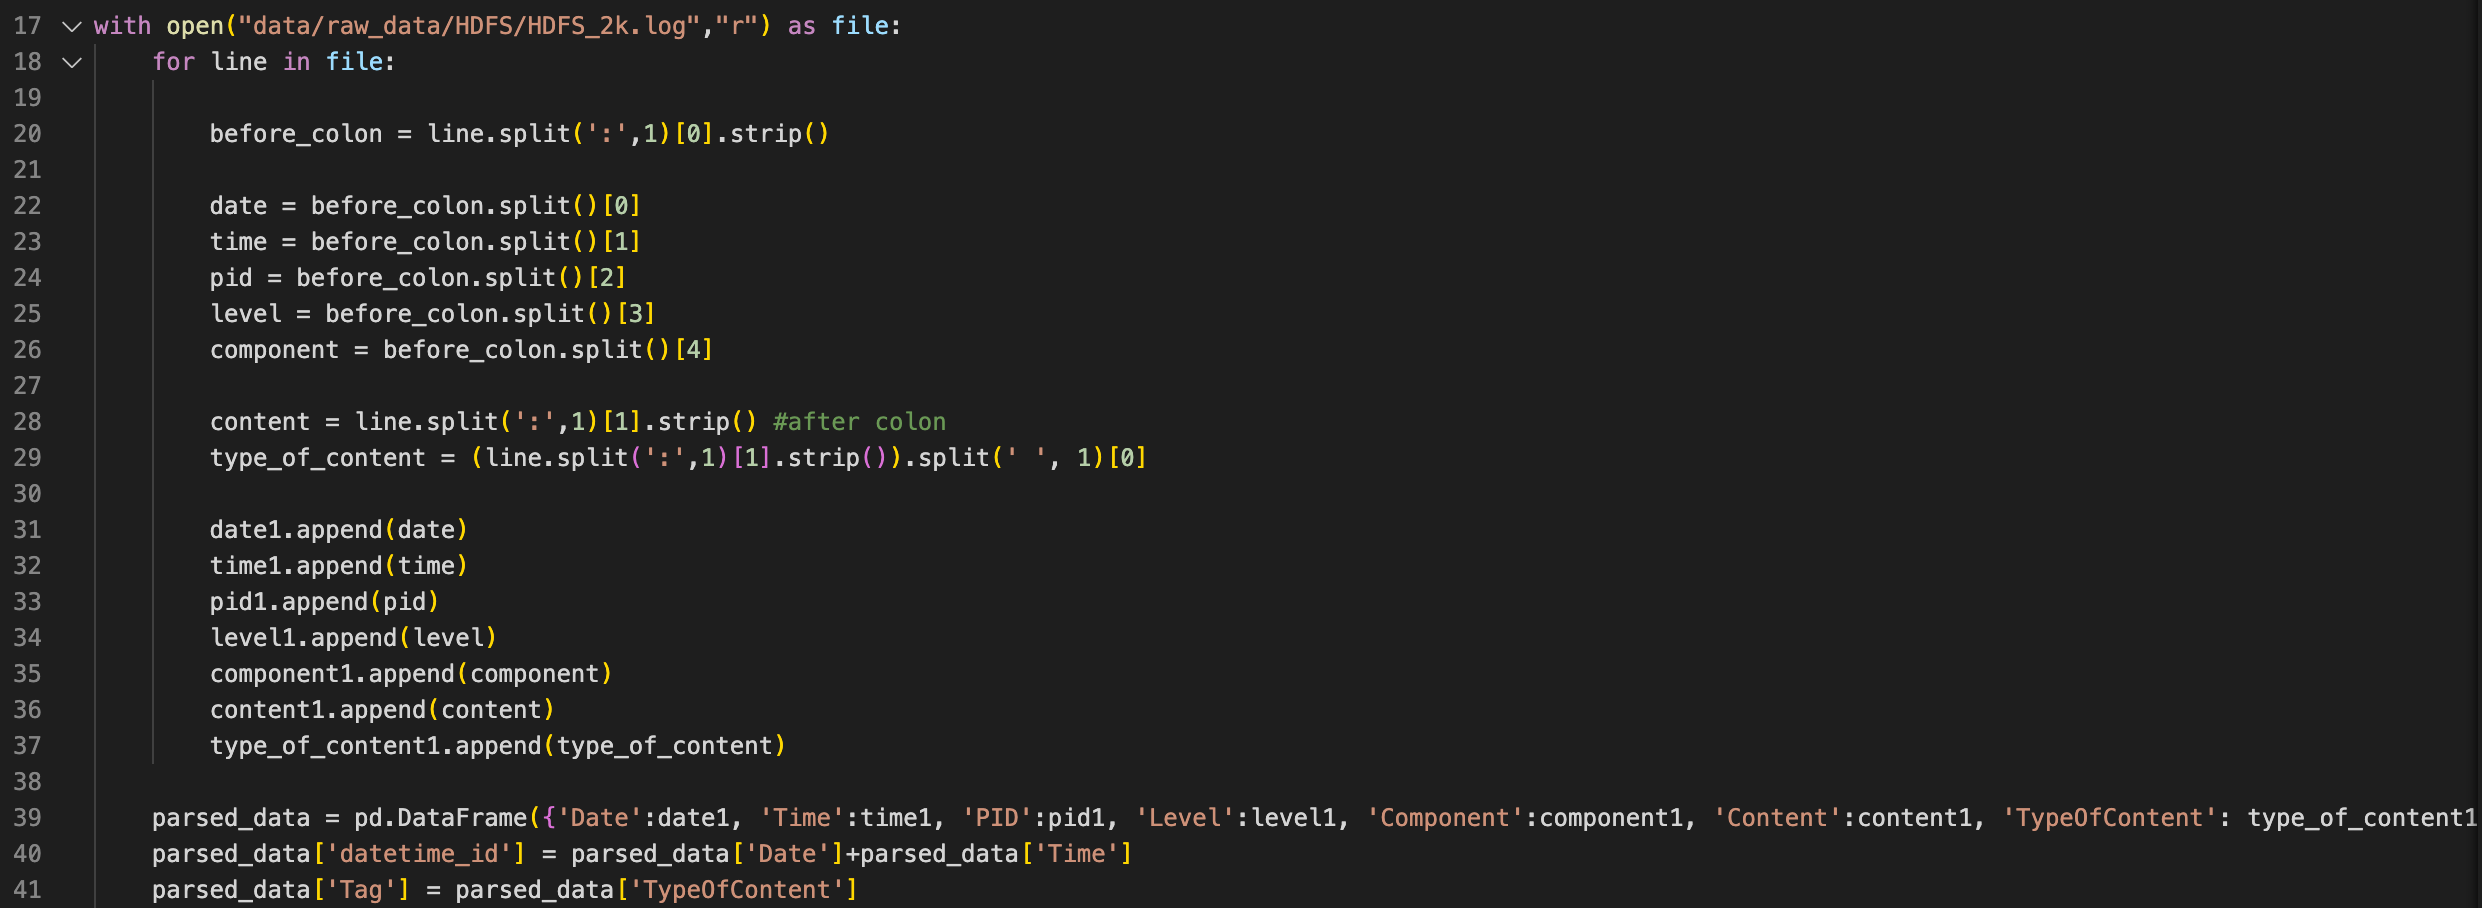 17 with open("data/raw_data/HDFS/HDFS_2k.log","r") as file:
18     for line in file:
19
20         before_colon = line.split(':',1)[0].strip()
21
22         date = before_colon.split()[0]
23         time = before_colon.split()[1]
24         pid = before_colon.split()[2]
25         level = before_colon.split()[3]
26         component = before_colon.split()[4]
27
28         content = line.split(':',1)[1].strip() #after colon
29         type_of_content = (line.split(':',1)[1].strip()).split(' ', 1)[0]
30
31         date1.append(date)
32         time1.append(time)
33         pid1.append(pid)
34         level1.append(level)
35         component1.append(component)
36         content1.append(content)
37         type_of_content1.append(type_of_content)
38
39     parsed_data = pd.DataFrame({'Date':date1, 'Time':time1, 'PID':pid1, 'Level':level1, 'Component':component1, 'Content':content1, 'TypeOfContent': type_of_content1
40     parsed_data['datetime_id'] = parsed_data['Date']+parsed_data['Time']
41     parsed_data['Tag'] = parsed_data['TypeOfContent']